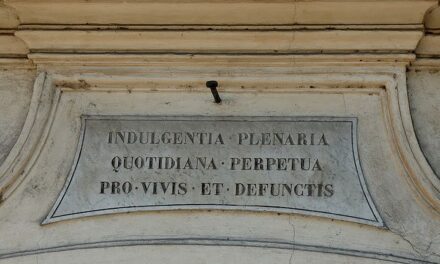 INDULGENTIA · PLENARIA
QUOTIDIANA · PERPETUA
PRO · VIVIS · ET · DEFUNCTIS